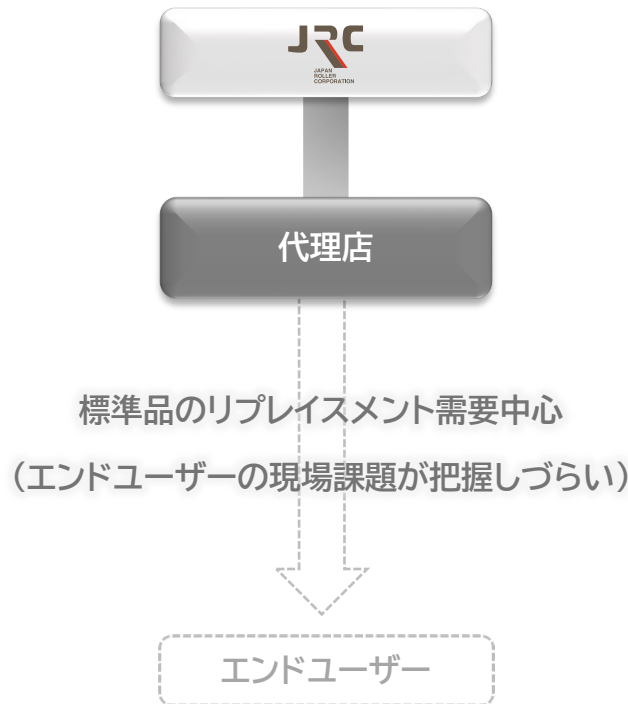 JRC
JAPAN
ROLLER
CORPORATION
代理店
標準品のリプレイスメント需要中心
（エンドユーザーの現場課題が把握しづらい）
エンドユーザー